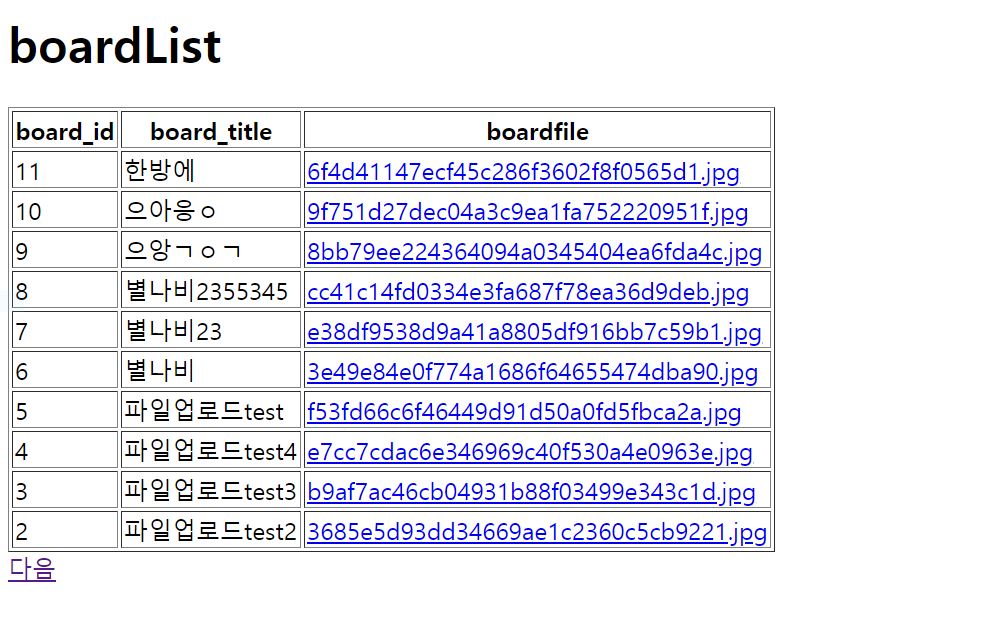 boardList
board_id board_title boardfile
11 한방에 6f4d41147ecf45c286f3602f8f0565d1.jpg
10 으아응ㅇ 9f751d27dec04a3c9ea1fa752220951f.jpg
9 으앙ㄱㅇㄱ 8bb79ee224364094a0345404ea6fda4c.jpg
8 별나비2355345 cc41c14fd0334e3fa687f78ea36d9deb.jpg
7 별나비23 e38df9538d9a41a8805df916bb7c59b1.jpg
6 별나비 3e49e84e0f774a1686f64655474dba90.jpg
5 파일업로드test f53fd66c6f46449d91d50a0fd5fbca2a.jpg
4 파일업로드test4 e7cc7cdac6e346969c40f530a4e0963e.jpg
3 파일업로드test3 b9af7ac46cb04931b88f03499e343c1d.jpg
2 파일업로드test2 3685e5d93dd34669ae1c2360c5cb9221.jpg
다음